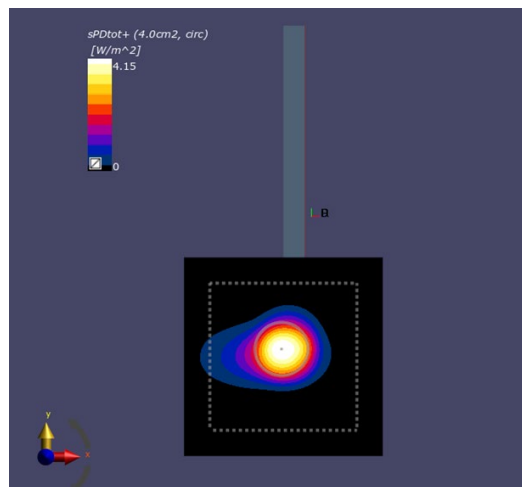 sPDtot+ (4.0cm2, circ)
[W/m^2]
4.15
0
y
x